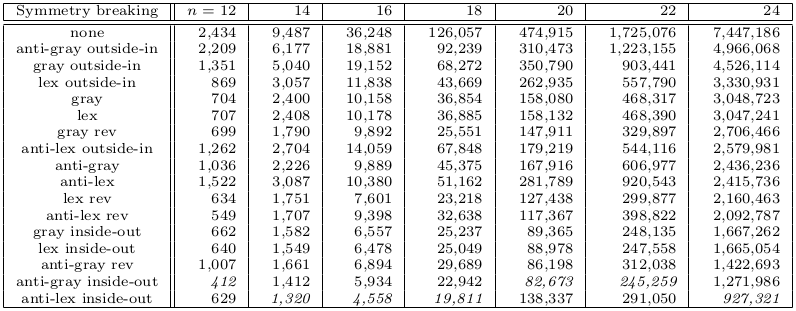 Symmetry breaking n = 12 14 16 18 20 22 24
none 2,434 9,487 36,248 126,057 474,915 1,725,076 7,447,186
anti-gray outside-in 2,209 6,177 18,881 92,239 310,473 1,223,155 4,966,068
gray outside-in 1,351 5,040 19,152 68,272 350,790 903,441 4,526,114
lex outside-in 869 3,057 11,838 43,669 262,935 557,790 3,330,931
gray 704 2,400 10,158 36,854 158,080 468,317 3,048,723
lex 707 2,408 10,178 36,885 158,132 468,390 3,047,241
gray rev 699 1,790 9,892 25,551 147,911 329,897 2,706,466
anti-lex outside-in 1,262 2,704 14,059 67,848 179,219 544,116 2,579,981
anti-gray 1,036 2,226 9,889 45,375 167,916 606,977 2,436,236
anti-lex 1,522 3,087 10,380 51,162 281,789 920,543 2,415,736
lex rev 634 1,751 7,601 23,218 127,438 299,877 2,160,463
anti-lex rev 549 1,707 9,398 32,638 117,367 398,822 2,092,787
gray inside-out 662 1,582 6,557 25,237 89,365 248,135 1,667,262
lex inside-out 640 1,549 6,478 25,049 88,978 247,558 1,665,054
anti-gray rev 1,007 1,661 6,894 29,689 86,198 312,038 1,422,693
anti-gray inside-out 412 1,412 5,934 22,942 82,673 245,259 1,271,986
anti-lex inside-out 629 1,320 4,558 19,811 138,337 291,050 927,321